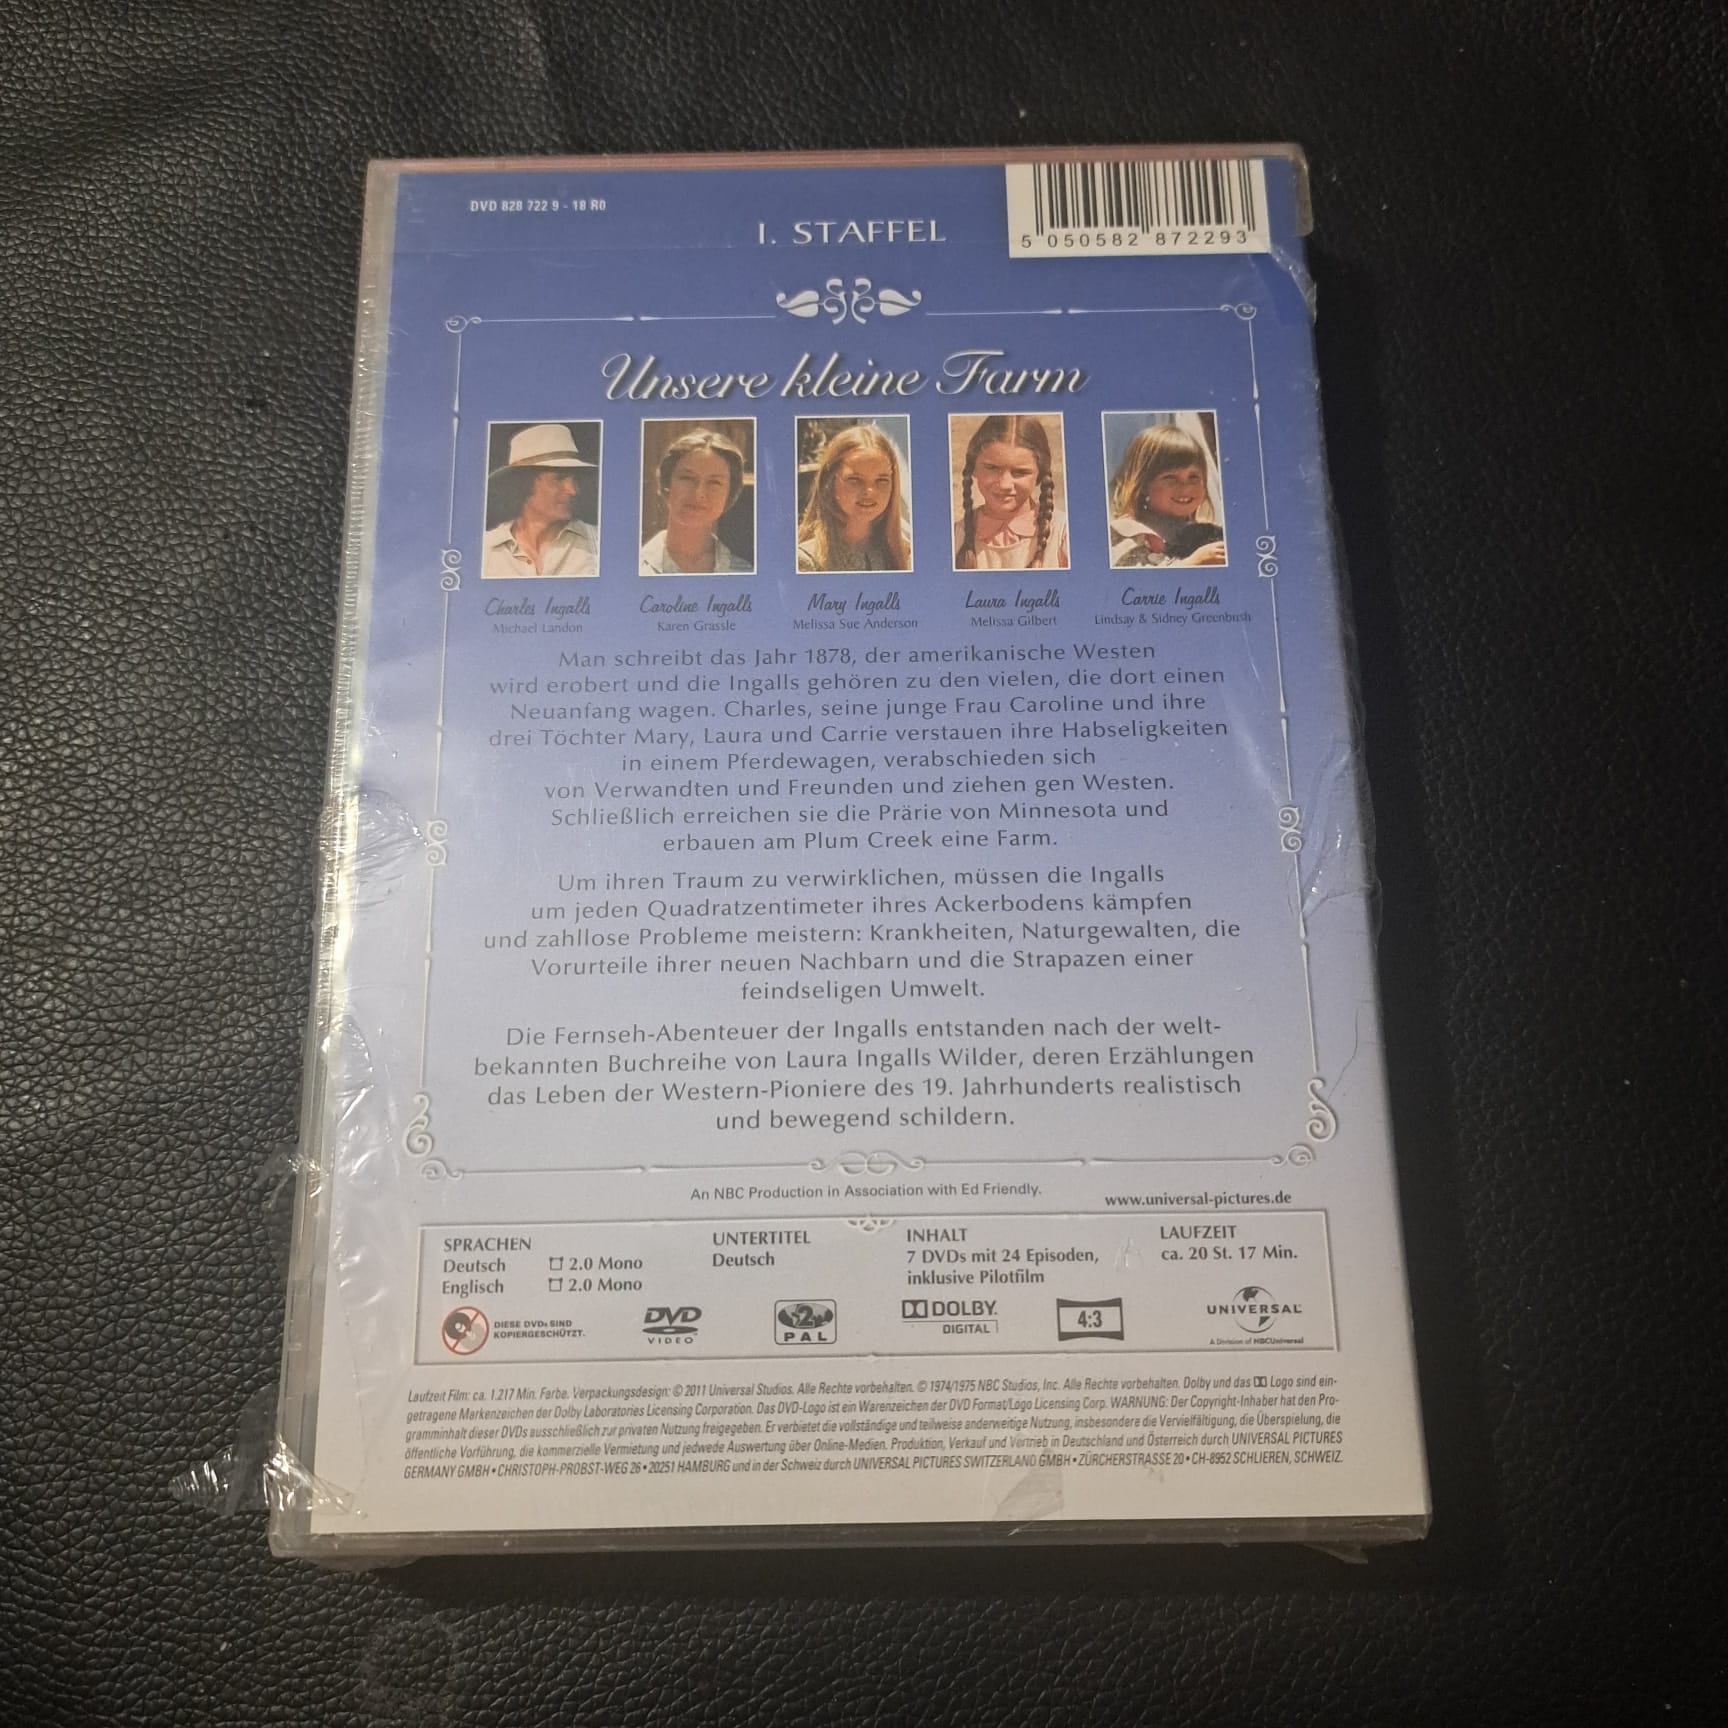 DVD 828 722 9 - 18 R0
I. STAFFEL
5 050582 872293
Unsere kleine Farm
Charles Ingalls
Michael Landon
Caroline Ingalls
Karen Grassle
Mary Ingalls
Melissa Sue Anderson
Laura Ingalls
Melissa Gilbert
Carrie Ingalls
Lindsay & Sidney Greenbush
Man schreibt das Jahr 1878, der amerikanische Westen
wird erobert und die Ingalls gehören zu den vielen, die dort einen
Neuanfang wagen. Charles, seine junge Frau Caroline und ihre
drei Töchter Mary, Laura und Carrie verstauen ihre Habseligkeiten
in einem Pferdewagen, verabschieden sich
von Verwandten und Freunden und ziehen gen Westen.
Schließlich erreichen sie die Prärie von Minnesota und
erbauen am Plum Creek eine Farm.
Um ihren Traum zu verwirklichen, müssen die Ingalls
um jeden Quadratzentimeter ihres Ackerbodens kämpfen
und zahllose Probleme meistern: Krankheiten, Naturgewalten, die
Vorurteile ihrer neuen Nachbarn und die Strapazen einer
feindseligen Umwelt.
Die Fernseh-Abenteuer der Ingalls entstanden nach der welt-
bekannten Buchreihe von Laura Ingalls Wilder, deren Erzählungen
das Leben der Western-Pioniere des 19. Jahrhunderts realistisch
und bewegend schildern.
An NBC Production in Association with Ed Friendly.
www.universal-pictures.de
SPRACHEN
Deutsch 2.0 Mono
Englisch 2.0 Mono
UNTERTITEL
Deutsch
INHALT
7 DVDs mit 24 Episoden,
inklusive Pilotfilm
LAUFZEIT
ca. 20 St. 17 Min.
DIESE DVDs SIND
KOPIERGESCHÜTZT.
DVD
VIDEO
2
PAL
DOLBY
DIGITAL
4:3
UNIVERSAL
A Division of NBCUniversal
Laufzeit Film: ca. 1.217 Min. Farbe. Verpackungsdesign: © 2011 Universal Studios. Alle Rechte vorbehalten. © 1974/1975 NBC Studios, Inc. Alle Rechte vorbehalten. Dolby und das Logo sind ein-
getragene Markenzeichen der Dolby Laboratories Licensing Corporation. Das DVD-Logo ist ein Warenzeichen der DVD Format/Logo Licensing Corp. WARNUNG: Der Copyright-Inhaber hat den Pro-
gramminhalt dieser DVDs ausschließlich zur privaten Nutzung freigegeben. Er verbietet die vollständige und teilweise anderweitige Nutzung, insbesondere die Vervielfältigung, die Überspielung, die
öffentliche Vorführung, die kommerzielle Vermietung und jedwede Auswertung über Online-Medien. Produktion, Verkauf und Vertrieb in Deutschland und Österreich durch UNIVERSAL PICTURES
GERMANY GMBH • CHRISTOPH-PROBST-WEG 26 • 20251 HAMBURG und in der Schweiz durch UNIVERSAL PICTURES SWITZERLAND GMBH • ZÜRCHERSTRASSE 20 • CH-8952 SCHLIEREN, SCHWEIZ.